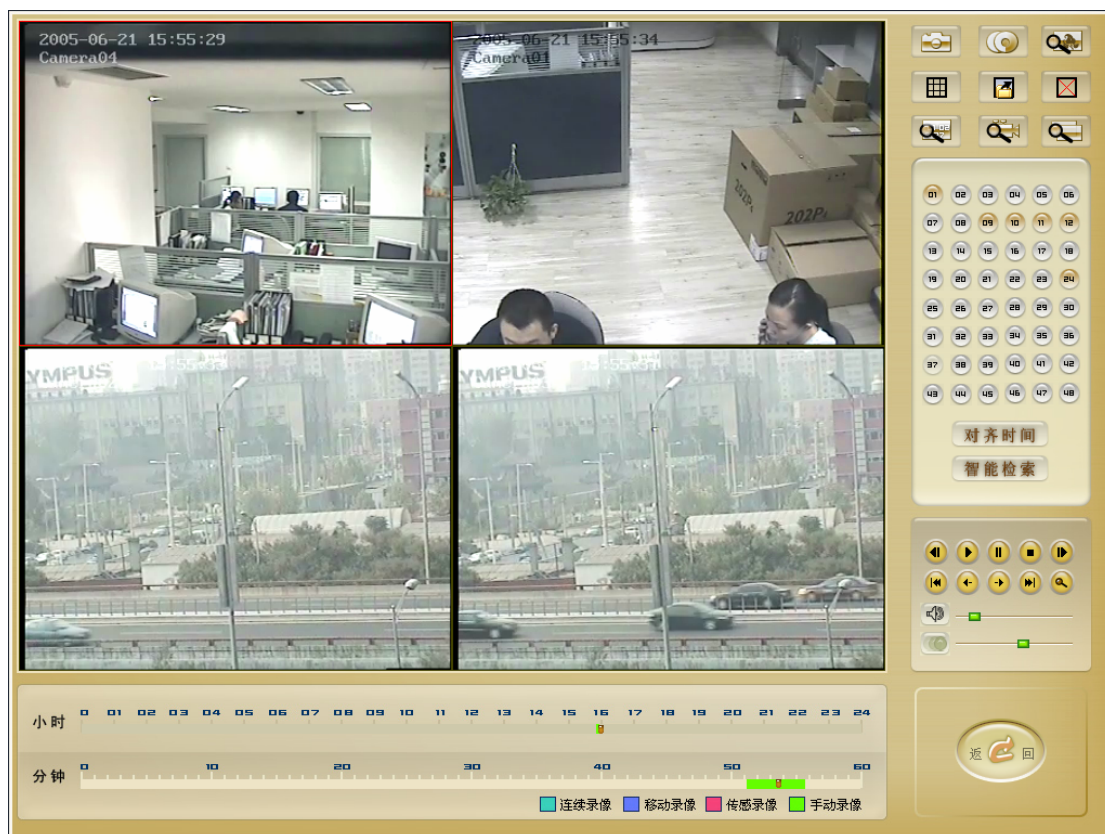 2005-06-21 15:55:29
Camera04
2005-06-21 15:55:34
Camera01
202P
202P
YMPUS
YMPUS
01 02 03 04 05 06
07 08 09 10 11 12
13 14 15 16 17 18
19 20 21 22 23 24
25 26 27 28 29 30
31 32 33 34 35 36
37 38 39 40 41 42
43 44 45 46 47 48
对齐时间
智能检索
小时
0 01 02 03 04 05 06 07 08 09 10 11 12 13 14 15 16 17 18 19 20 21 22 23 24
分钟
0 10 20 30 40 50 60
连续录像 移动录像 传感录像 手动录像
返 回